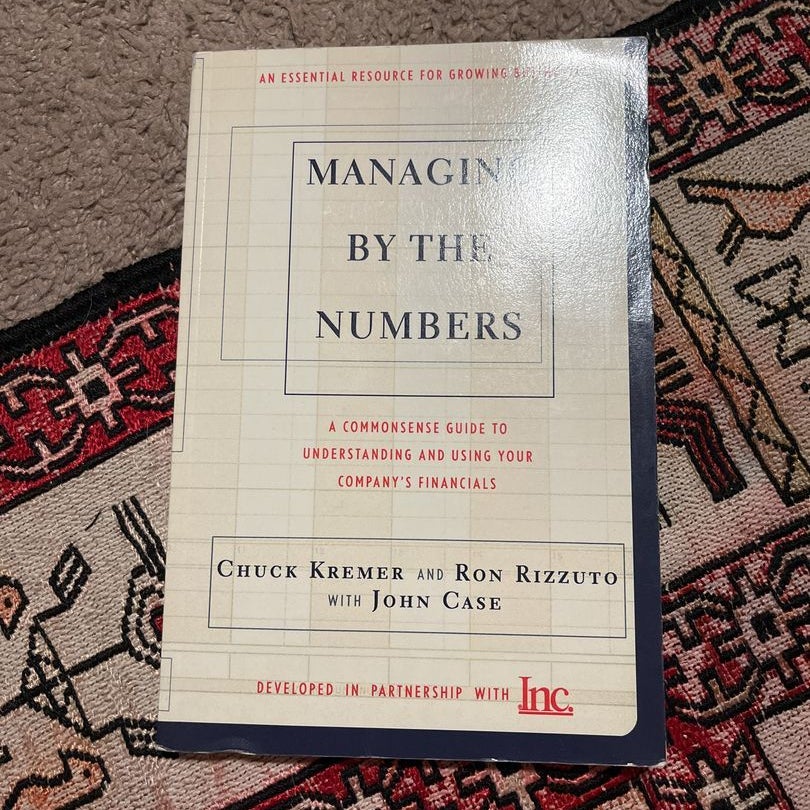 AN ESSENTIAL RESOURCE FOR GROWING
MANAGING
BY THE
NUMBERS
A COMMONSENSE GUIDE TO
UNDERSTANDING AND USING YOUR
COMPANY'S FINANCIALS
CHUCK KREMER AND RON RIZZUTO
WITH JOHN CASE
DEVELOPED IN PARTNERSHIP WITH Inc.